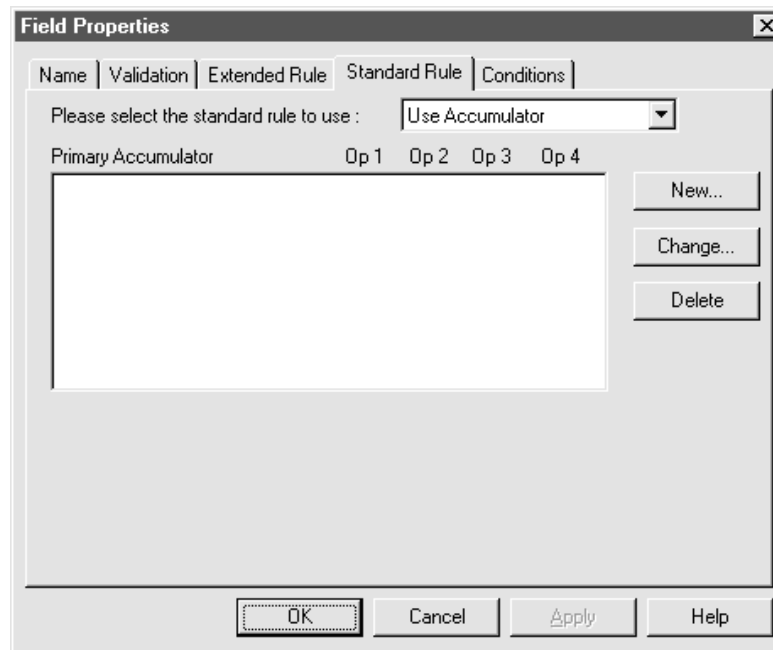 Field Properties
Name Validation Extended Rule Standard Rule Conditions
Please select the standard rule to use : Use Accumulator
Primary Accumulator Op 1 Op 2 Op 3 Op 4
New...
Change...
Delete
OK Cancel Apply Help